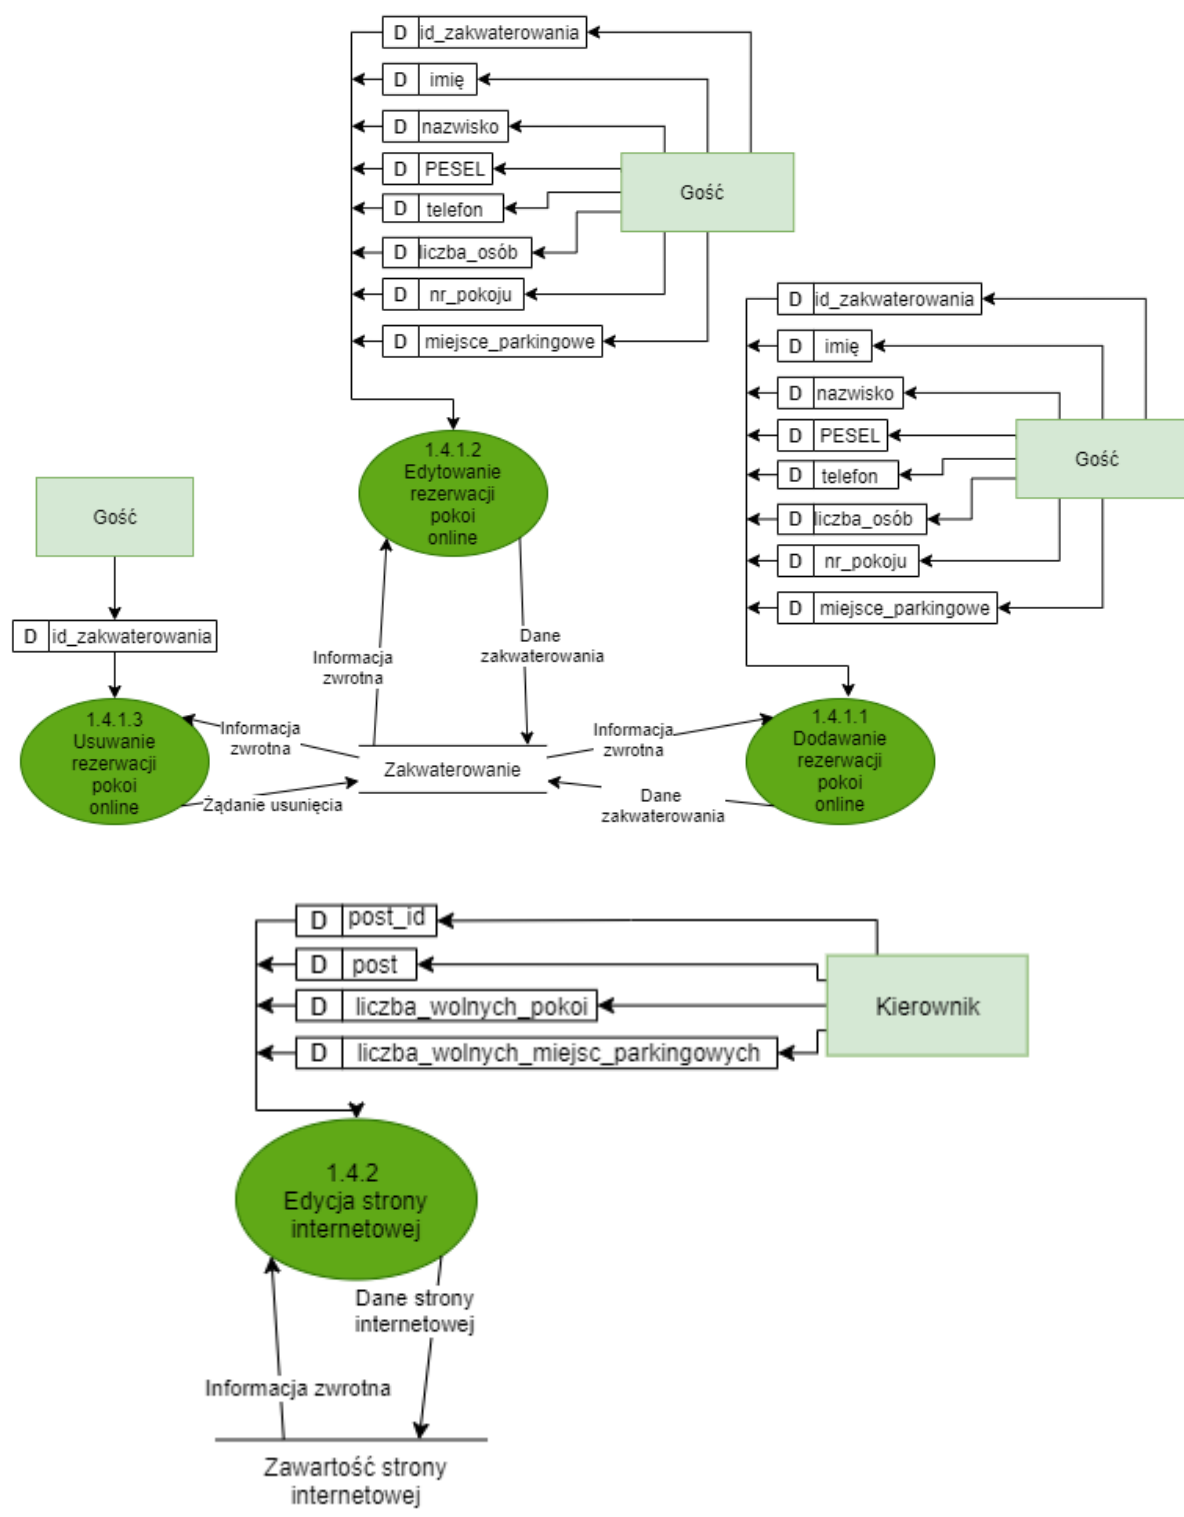 D id_zakwaterowania
D imię
D nazwisko
D PESEL
D telefon
D liczba_osób
D nr_pokoju
D miejsce_parkingowe
Gość
D id_zakwaterowania
D imię
D nazwisko
D PESEL
D telefon
D liczba_osób
D nr_pokoju
D miejsce_parkingowe
Gość
1.4.1.2
Edytowanie
rezerwacji
pokoi
online
Gość
D id_zakwaterowania
Informacja
zwrotna
Dane
zakwaterowania
1.4.1.3
Usuwanie
rezerwacji
pokoi
online
Informacja
zwrotna
Żądanie usunięcia
Zakwaterowanie
Informacja
zwrotna
Dane
zakwaterowania
1.4.1.1
Dodawanie
rezerwacji
pokoi
online
D post_id
D post
D liczba_wolnych_pokoi
D liczba_wolnych_miejsc_parkingowych
Kierownik
1.4.2
Edycja strony
internetowej
Dane strony
internetowej
Informacja zwrotna
Zawartość strony
internetowej